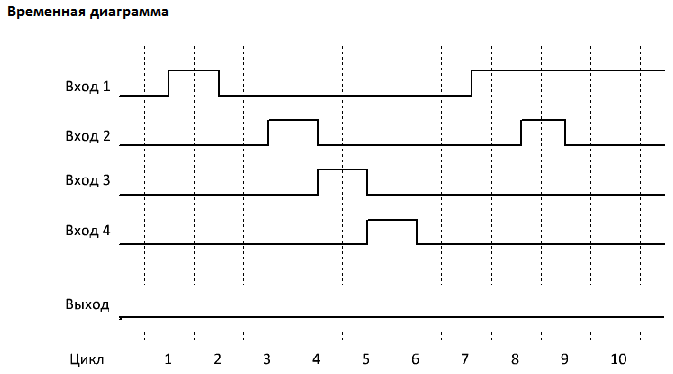 Временная диаграмма
Вход 1
Вход 2
Вход 3
Вход 4
Выход
Цикл 1 2 3 4 5 6 7 8 9 10